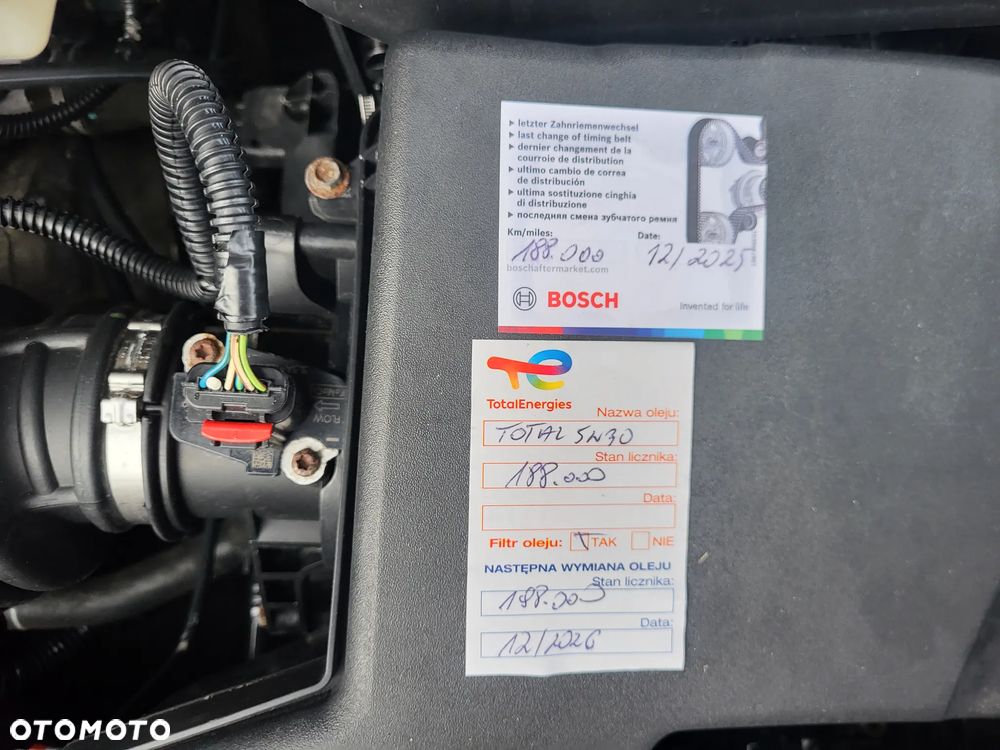 ▶ letzter Zahnriemenwechsel
▶ last change of timing belt
▶ dernier changement de la
courroie de distribution
▶ ultimo cambio de correa
de distribución
▶ ultima sostituzione cinghia
di distribuzione
▶ последняя смена зубчатого ремня
Km/miles: Date:
188.000 12/2025
boschaftermarket.com
BOSCH Invented for life
TotalEnergies
Nazwa oleju:
TOTAL 5W30
Stan licznika:
188.000
Data:
Filtr oleju: TAK NIE
NASTĘPNA WYMIANA OLEJU
Stan licznika:
198.000
Data:
12/2026
FLOW
OTOMOTO